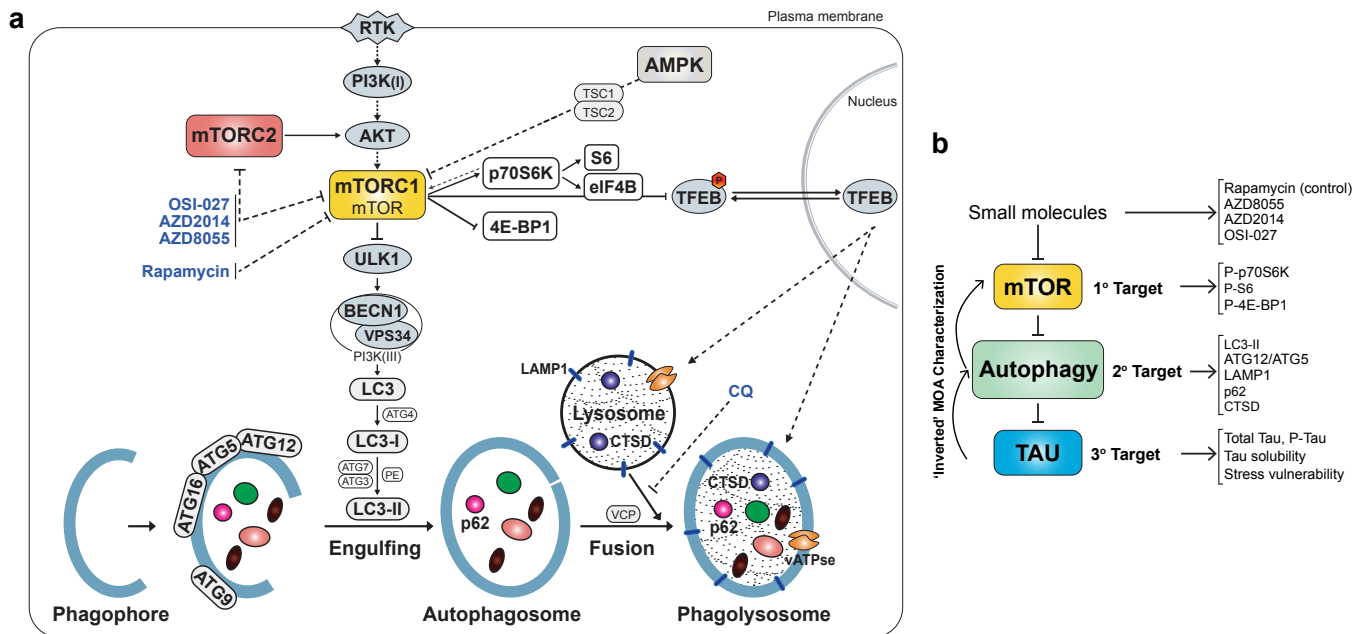 a
Plasma membrane
RTK
PI3K(I)
AMPK
TSC1
TSC2
Nucleus
mTORC2
AKT
mTORC1
mTOR
p70S6K
S6
eIF4B
4E-BP1
P
TFEB
TFEB
OSI-027
AZD2014
AZD8055
Rapamycin
ULK1
BECN1
VPS34
PI3K(III)
LC3
ATG4
LC3-I
ATG7
ATG3
PE
LC3-II
LAMP1
Lysosome
CTSD
CQ
ATG5
ATG12
ATG16
ATG9
p62
VCP
CTSD
p62
vATPse
Engulfing
Fusion
Phagophore
Autophagosome
Phagolysosome
b
Small molecules
Rapamycin (control)
AZD8055
AZD2014
OSI-027
'Inverted' MOA Characterization
mTOR
1º Target
P-p70S6K
P-S6
P-4E-BP1
Autophagy
2º Target
LC3-II
ATG12/ATG5
LAMP1
p62
CTSD
TAU
3º Target
Total Tau, P-Tau
Tau solubility
Stress vulnerability